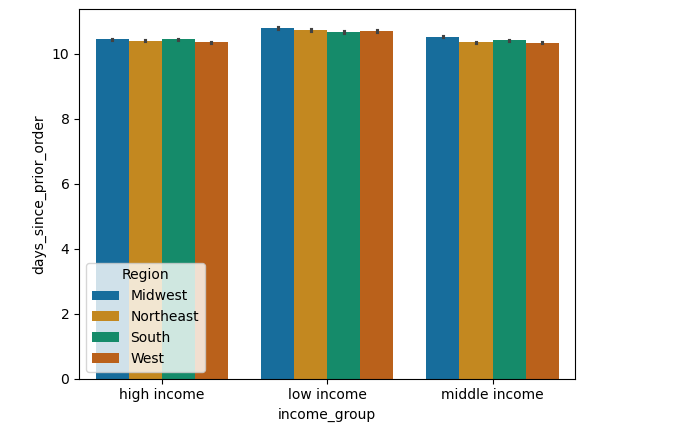 10
8
6
4
2
0
days_since_prior_order
Region
Midwest
Northeast
South
West
high income
low income
middle income
income_group